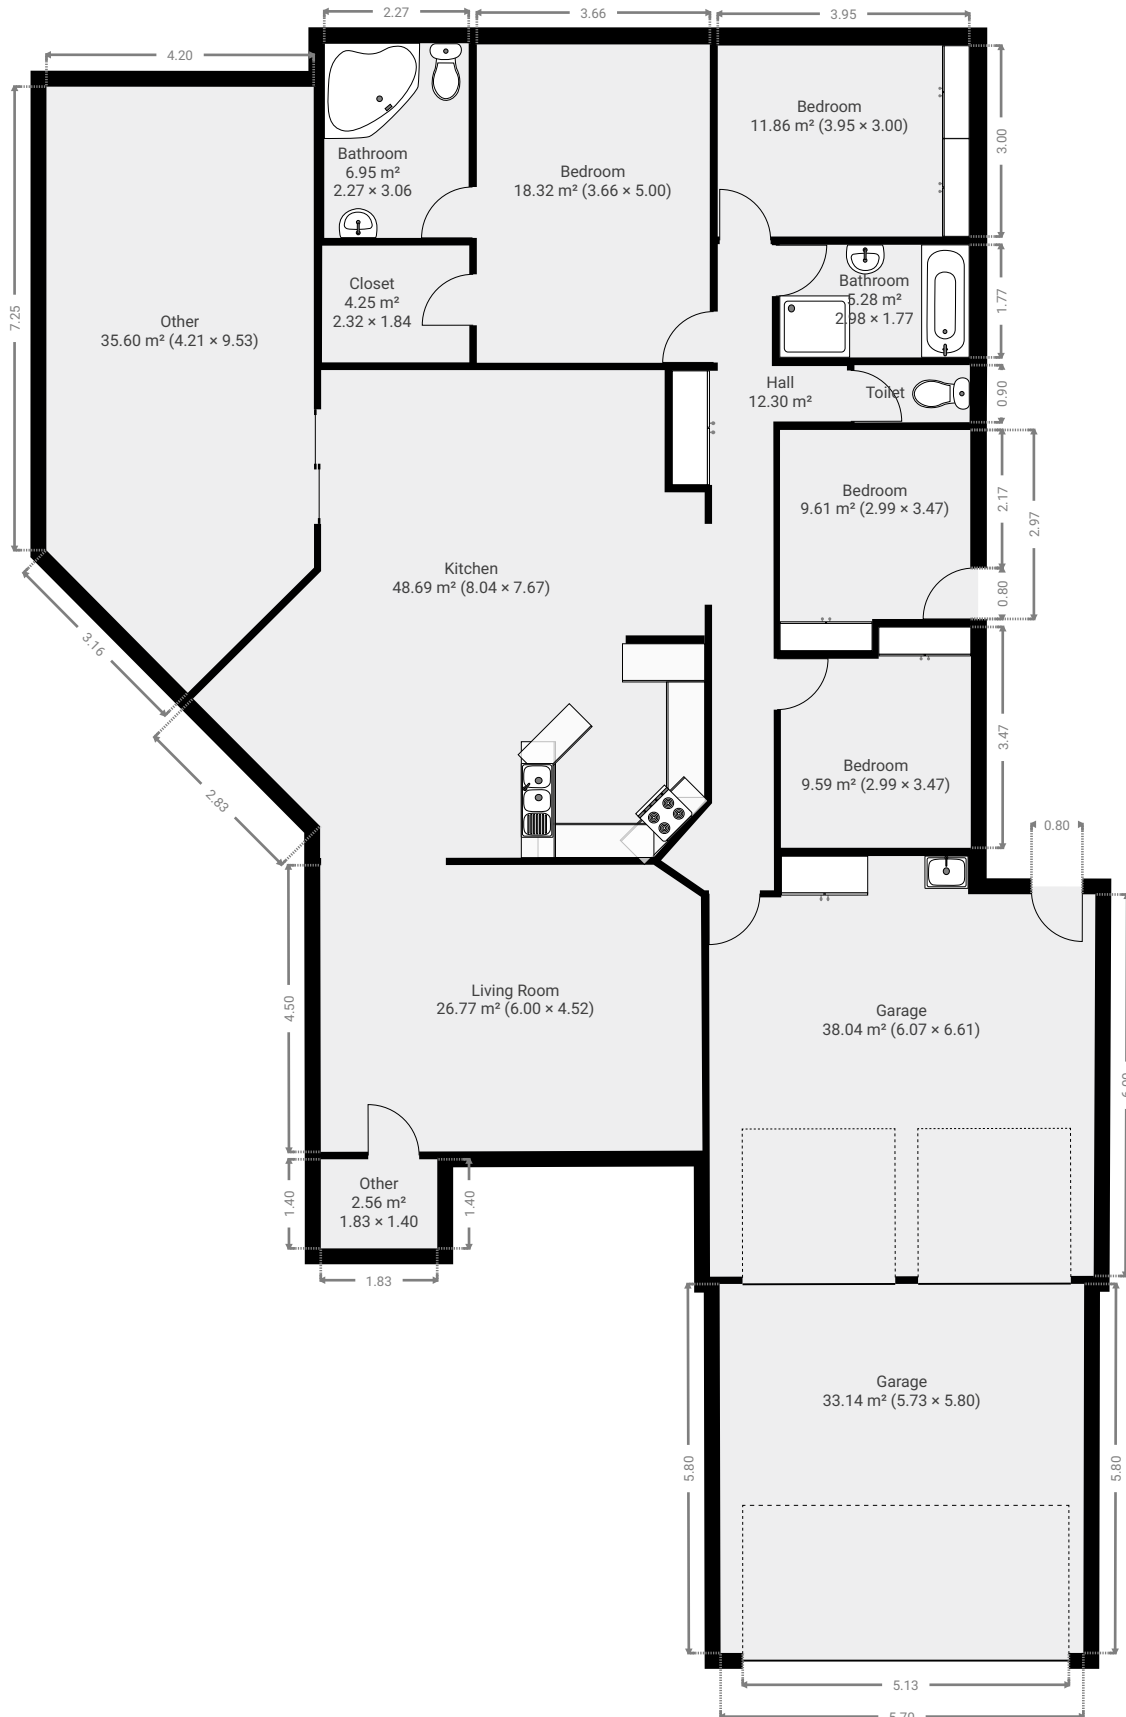 2.27
3.66
3.95
4.20
Bedroom
11.86 m² (3.95 × 3.00)
3.00
Bathroom
6.95 m²
2.27 × 3.06
Bedroom
18.32 m² (3.66 × 5.00)
Closet
4.25 m²
2.32 × 1.84
Bathroom
5.28 m²
2.98 × 1.77
1.77
7.25
Other
35.60 m² (4.21 × 9.53)
Hall
12.30 m²
Toilet
0.90
Bedroom
9.61 m² (2.99 × 3.47)
2.17
2.97
0.80
Kitchen
48.69 m² (8.04 × 7.67)
3.16
2.83
Bedroom
9.59 m² (2.99 × 3.47)
3.47
0.80
Living Room
26.77 m² (6.00 × 4.52)
4.50
Garage
38.04 m² (6.07 × 6.61)
Other
2.56 m²
1.83 × 1.40
1.40
1.40
1.83
Garage
33.14 m² (5.73 × 5.80)
5.80
5.80
5.13